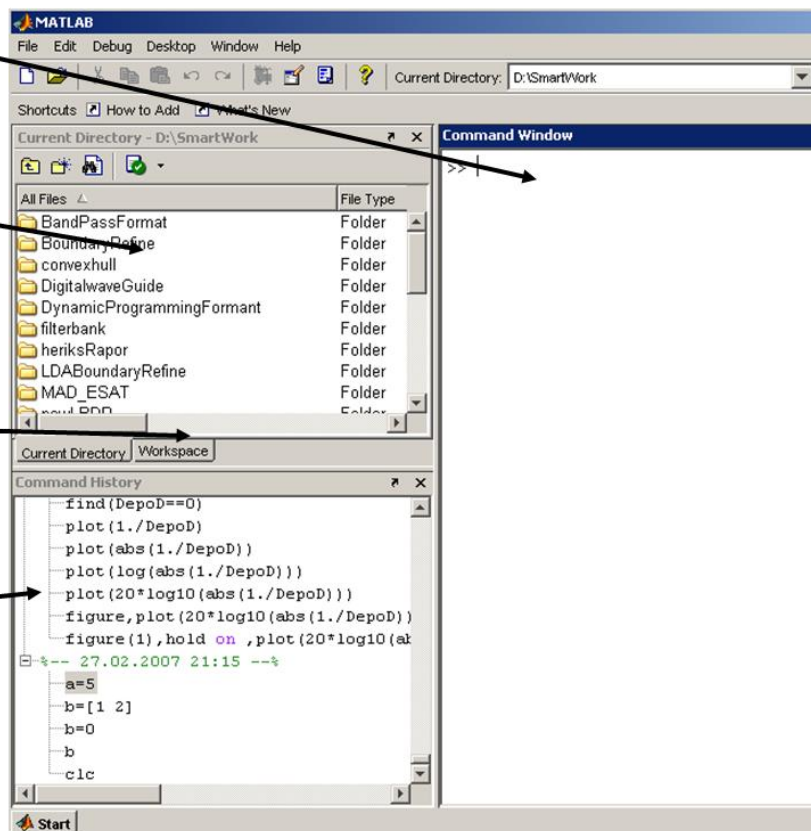 MATLAB
File Edit Debug Desktop Window Help
Current Directory: D:\SmartWork
Shortcuts How to Add What's New
Current Directory - D:\SmartWork
All Files File Type
BandPassFormat Folder
BoundaryRefine Folder
convexhull Folder
DigitalwaveGuide Folder
DynamicProgrammingFormant Folder
filterbank Folder
heriksRapor Folder
LDABoundaryRefine Folder
MAD_ESAT Folder
Folder
Current Directory Workspace
Command History
find(DepoD==0)
plot(1./DepoD)
plot(abs(1./DepoD))
plot(log(abs(1./DepoD)))
plot(20*log10(abs(1./DepoD)))
figure,plot(20*log10(abs(1./DepoD))
figure(1),hold on ,plot(20*log10(ab
%-- 27.02.2007 21:15 --%
a=5
b=[1 2]
b=0
b
clc
Start
Command Window
>>